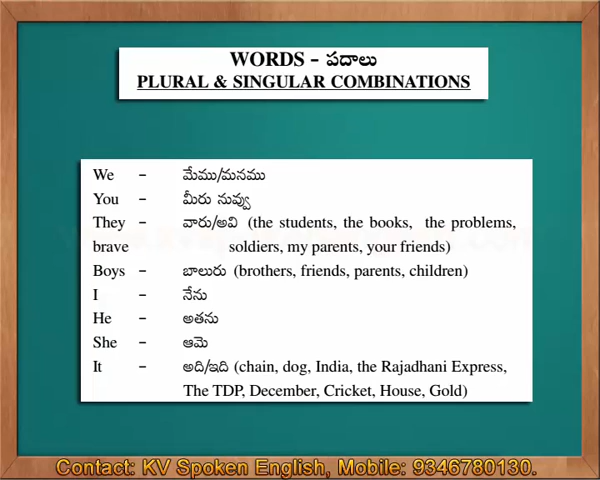 WORDS – పదాలు
PLURAL & SINGULAR COMBINATIONS
We – మేము/మనము
You – మీరు నువ్వు
They – వారు/అవి (the students, the books, the problems,
brave soldiers, my parents, your friends)
Boys – బాలురు (brothers, friends, parents, children)
I – నేను
He – అతను
She – ఆమె
It – అది/ఇది (chain, dog, India, the Rajadhani Express,
The TDP, December, Cricket, House, Gold)
Contact: KV Spoken English, Mobile: 9346780130.